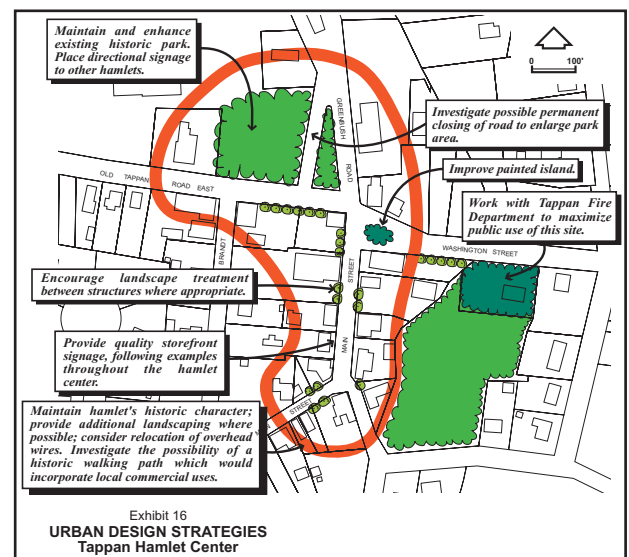 Maintain and enhance
existing historic park.
Place directional signage
to other hamlets.
0 100'
GREENBUSH
ROAD
Investigate possible permanent
closing of road to enlarge park
area.
OLD TAPPAN
ROAD EAST
Improve painted island.
Work with Tappan Fire
Department to maximize
public use of this site.
WASHINGTON STREET
BRANDT
STREET
MAIN
Encourage landscape treatment
between structures where appropriate.
Provide quality storefront
signage, following examples
throughout the hamlet
center.
STREET
Maintain hamlet's historic character;
provide additional landscaping where
possible; consider relocation of overhead
wires. Investigate the possibility of a
historic walking path which would
incorporate local commercial uses.
Exhibit 16
URBAN DESIGN STRATEGIES
Tappan Hamlet Center